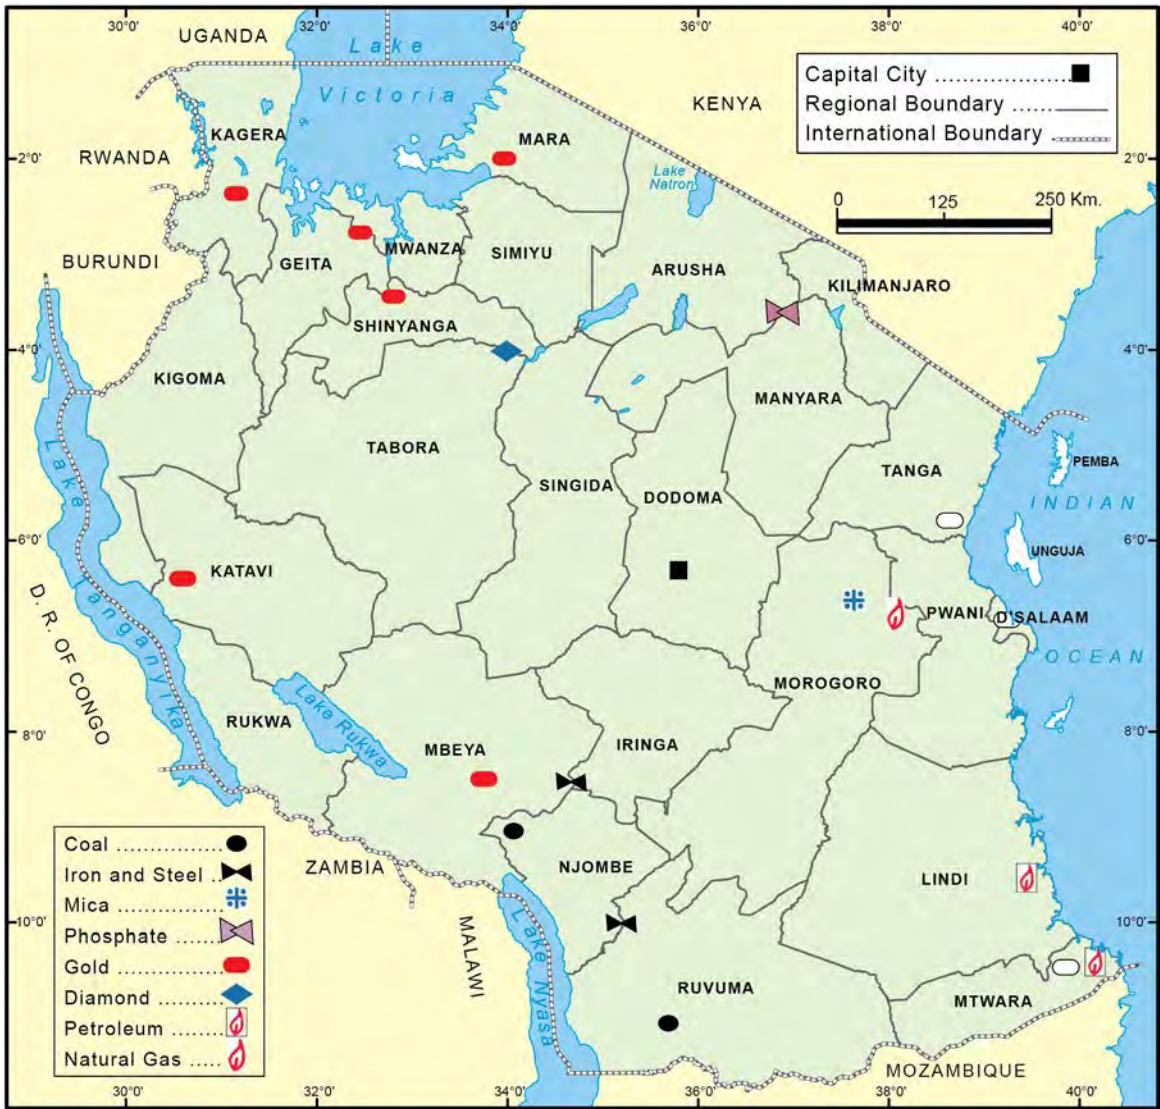 30°0' 32°0' 34°0' 36°0' 38°0' 40°0'
UGANDA
Lake
Victoria
KENYA
Capital City ..............
Regional Boundary ......
International Boundary
KAGERA
MARA
RWANDA
2°0'
2°0'
Lake
Natron
0 125 250 Km.
MWANZA
SIMIYU
BURUNDI
GEITA
ARUSHA
KILIMANJARO
SHINYANGA
4°0'
4°0'
KIGOMA
MANYARA
TABORA
PEMBA
TANGA
SINGIDA
DODOMA
INDIAN
6°0'
6°0'
UNGUJA
KATAVI
PWANI
D'SALAAM
Lake Tanganyika
D. R. OF CONGO
OCEAN
MOROGORO
Lake Rukwa
RUKWA
8°0'
8°0'
MBEYA
IRINGA
Coal ..............
Iron and Steel ..
Mica ..............
Phosphate .......
Gold ..............
Diamond .........
Petroleum .......
Natural Gas .....
ZAMBIA
NJOMBE
LINDI
10°0'
10°0'
MALAWI
Lake Nyasa
RUVUMA
MTWARA
MOZAMBIQUE
30°0' 32°0' 34°0' 36°0' 38°0' 40°0'